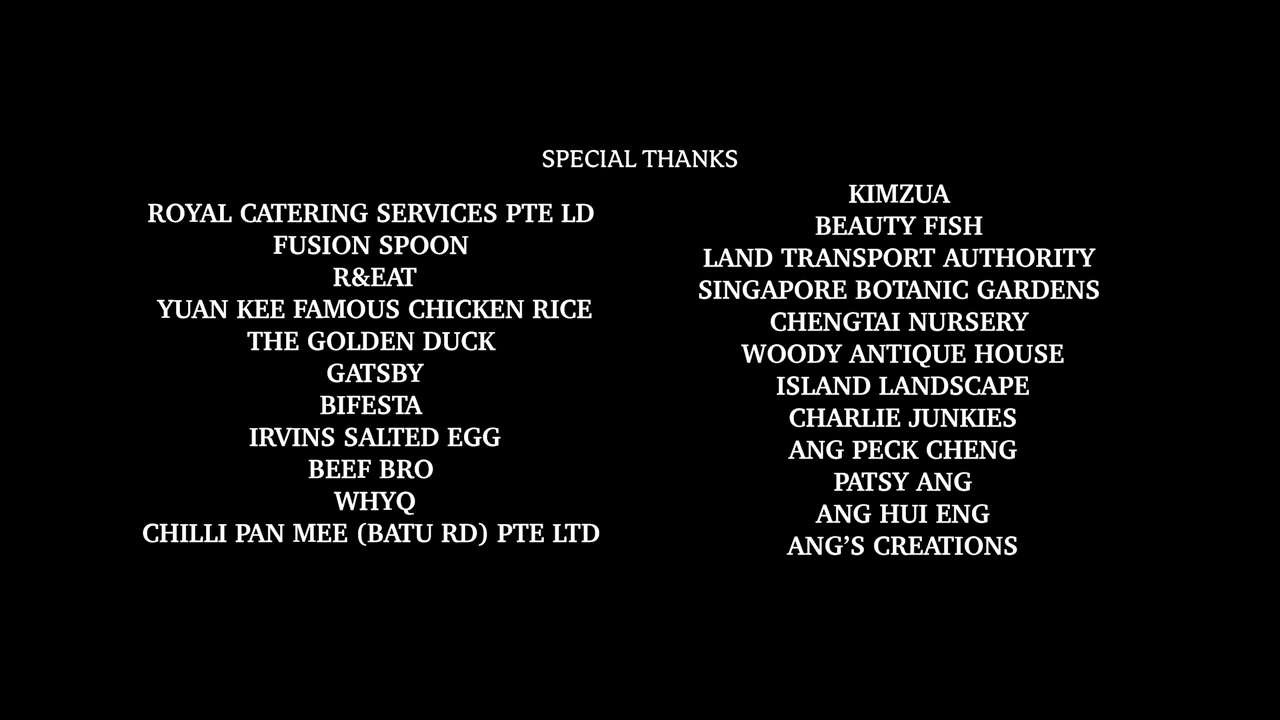 SPECIAL THANKS
ROYAL CATERING SERVICES PTE LD
FUSION SPOON
R&EAT
YUAN KEE FAMOUS CHICKEN RICE
THE GOLDEN DUCK
GATSBY
BIFESTA
IRVINS SALTED EGG
BEEF BRO
WHYQ
CHILLI PAN MEE (BATU RD) PTE LTD
KIMZUA
BEAUTY FISH
LAND TRANSPORT AUTHORITY
SINGAPORE BOTANIC GARDENS
CHENGTAI NURSERY
WOODY ANTIQUE HOUSE
ISLAND LANDSCAPE
CHARLIE JUNKIES
ANG PECK CHENG
PATSY ANG
ANG HUI ENG
ANG’S CREATIONS